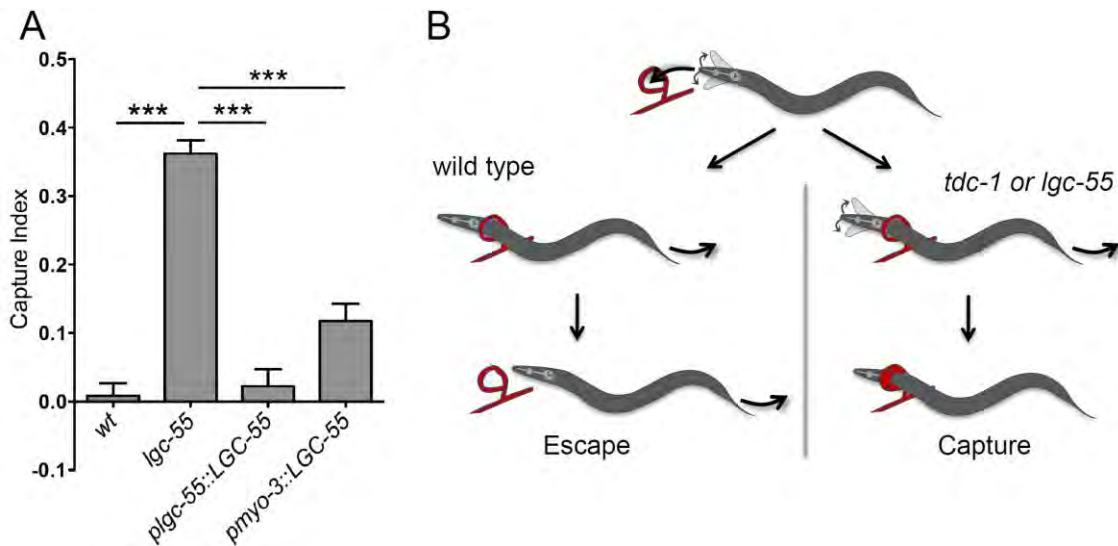 A
Capture Index
0.5
0.4
0.3
0.2
0.1
0.0
-0.1
***
***
***
wt
lgc-55
plgc-55::LGC-55
pmyo-3::LGC-55
B
wild type
tdc-1 or lgc-55
Escape
Capture